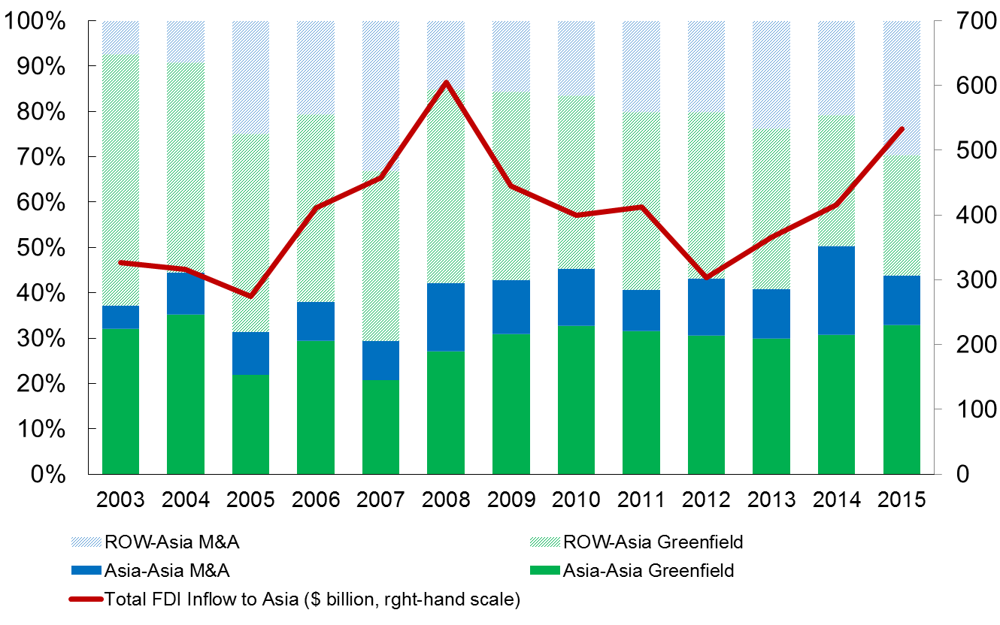 100% 700
90% 600
80% 500
70% 400
60% 300
50% 200
40% 100
30% 0
20%
10%
0%
2003 2004 2005 2006 2007 2008 2009 2010 2011 2012 2013 2014 2015
ROW-Asia M&A ROW-Asia Greenfield
Asia-Asia M&A Asia-Asia Greenfield
Total FDI Inflow to Asia ($ billion, rght-hand scale)